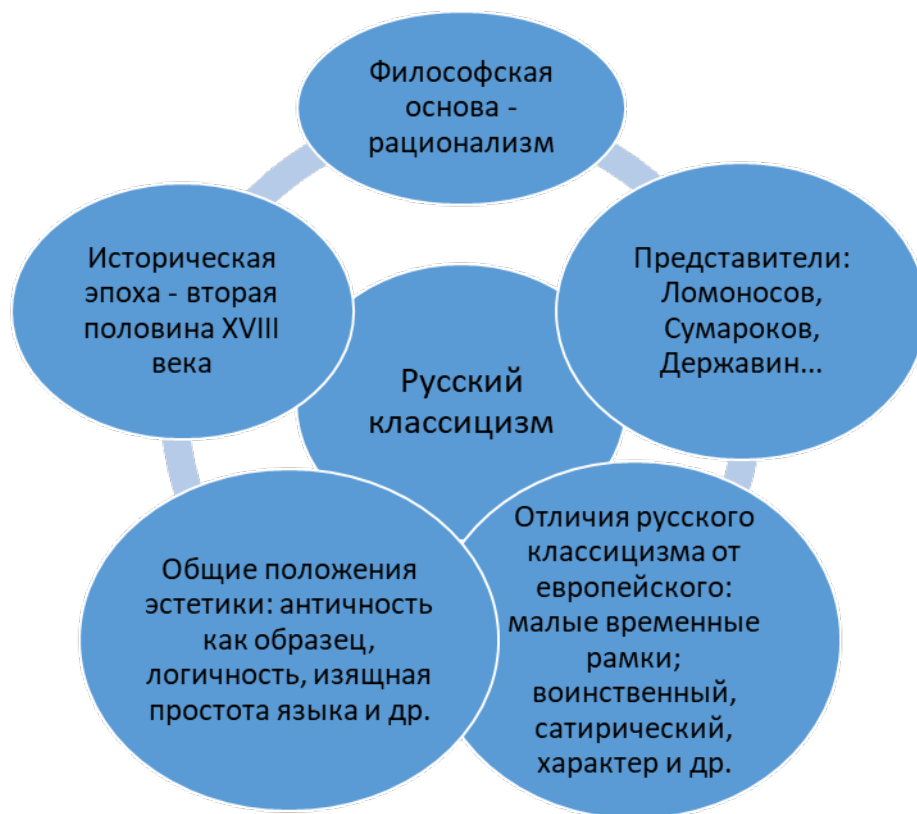 Философская
основа -
рационализм
Историческая
эпоха - вторая
половина XVIII
века
Представители:
Ломоносов,
Сумароков,
Державин...
Русский
классицизм
Общие положения
эстетики: античность
как образец,
логичность, изящная
простота языка и др.
Отличия русского
классицизма от
европейского:
малые временные
рамки;
воинственный,
сатирический,
характер и др.